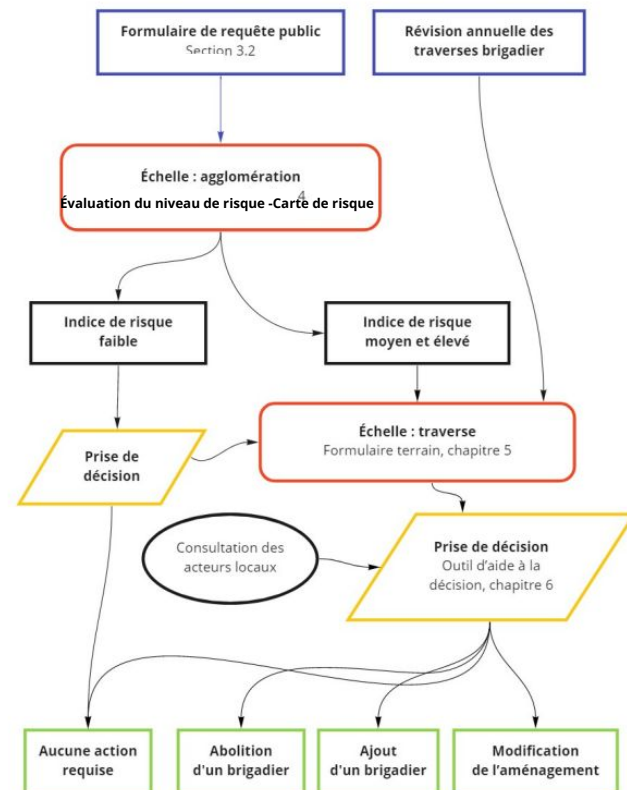 Formulaire de requête public
Section 3.2
Révision annuelle des
traverses brigadier
Échelle : agglomération
4
Évaluation du niveau de risque -Carte de risque
Indice de risque
faible
Indice de risque
moyen et élevé
Échelle : traverse
Formulaire terrain, chapitre 5
Prise de
décision
Consultation des
acteurs locaux
Prise de décision
Outil d'aide à la
décision, chapitre 6
Aucune action
requise
Abolition
d'un brigadier
Ajout
d'un brigadier
Modification
de l'aménagement